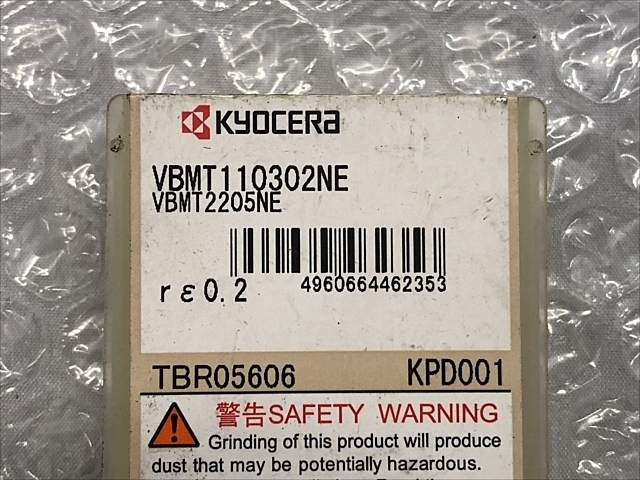 KYOCERA
VBMT110302NE
VBMT2205NE
4960664462353
rε0.2
TBR05606 KPD001
警告SAFETY WARNING
Grinding of this product will produce
dust that may be potentially hazardous.